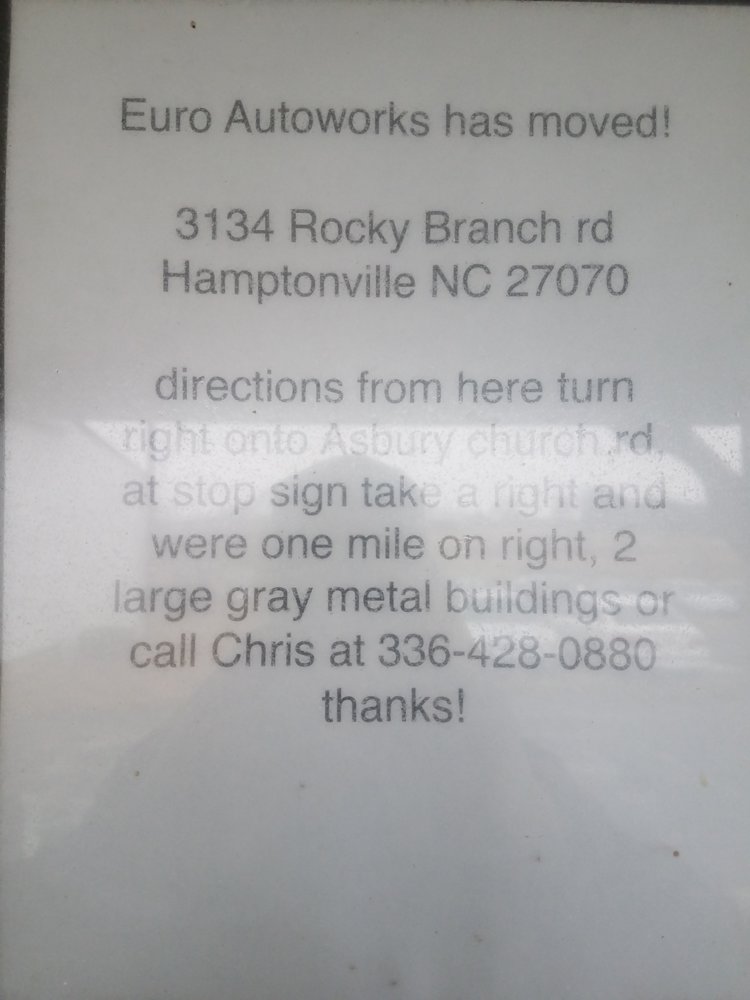 Euro Autoworks has moved!
3134 Rocky Branch rd
Hamptonville NC 27070
directions from here turn
right onto Asbury church rd,
at stop sign take a right and
were one mile on right, 2
large gray metal buildings or
call Chris at 336-428-0880
thanks!